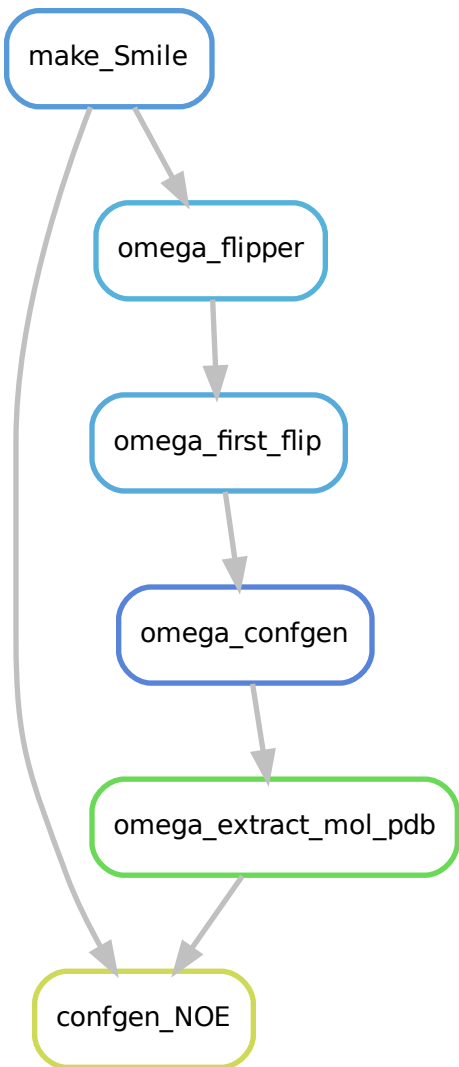 make_Smile
omega_flipper
omega_first_flip
omega_confgen
omega_extract_mol_pdb
confgen_NOE